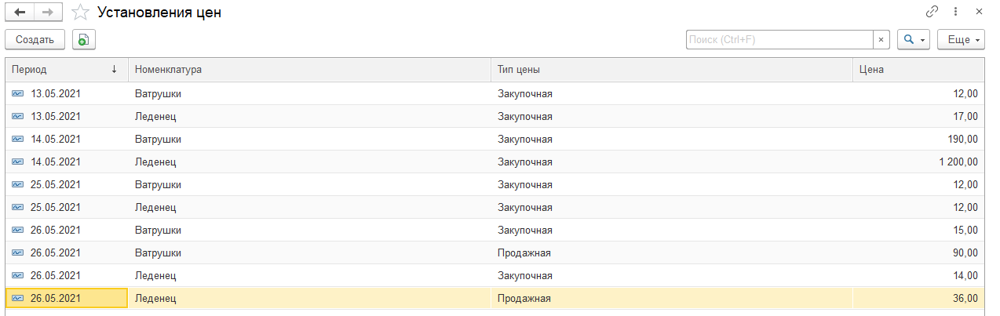 Установления цен
Создать Поиск (Ctrl+F) × Еще
Период ↓ Номенклатура Тип цены Цена
13.05.2021 Ватрушки Закупочная 12,00
13.05.2021 Леденец Закупочная 17,00
14.05.2021 Ватрушки Закупочная 190,00
14.05.2021 Леденец Закупочная 1 200,00
25.05.2021 Ватрушки Закупочная 12,00
25.05.2021 Леденец Закупочная 12,00
26.05.2021 Ватрушки Закупочная 15,00
26.05.2021 Ватрушки Продажная 90,00
26.05.2021 Леденец Закупочная 14,00
26.05.2021 Леденец Продажная 36,00